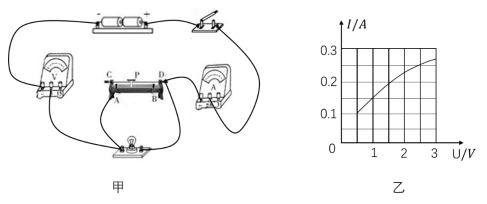 - +
V
C P D
A B
A
甲
I/A
0.3
0.2
0.1
0 1 2 3 U/V
乙